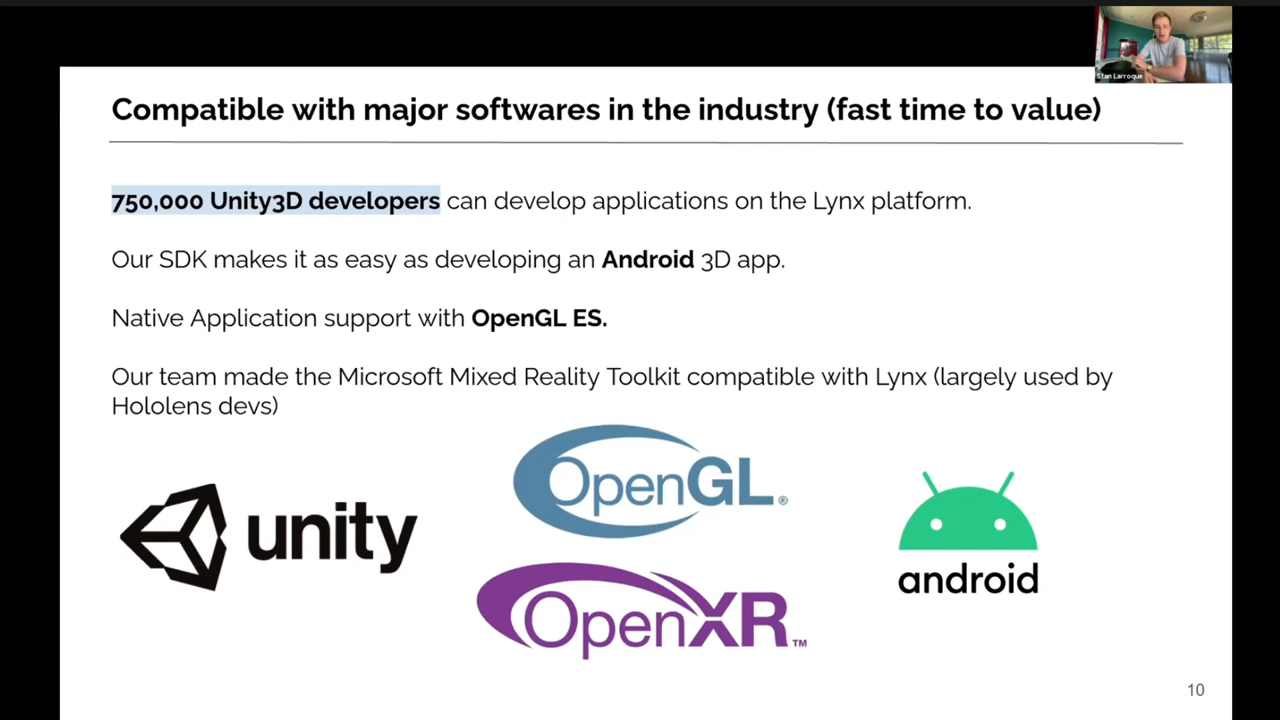 Stan Larroque
Compatible with major softwares in the industry (fast time to value)
750,000 Unity3D developers can develop applications on the Lynx platform.
Our SDK makes it as easy as developing an Android 3D app.
Native Application support with OpenGL ES.
Our team made the Microsoft Mixed Reality Toolkit compatible with Lynx (largely used by
Hololens devs)
OpenGL®
unity
OpenXR™
android
10